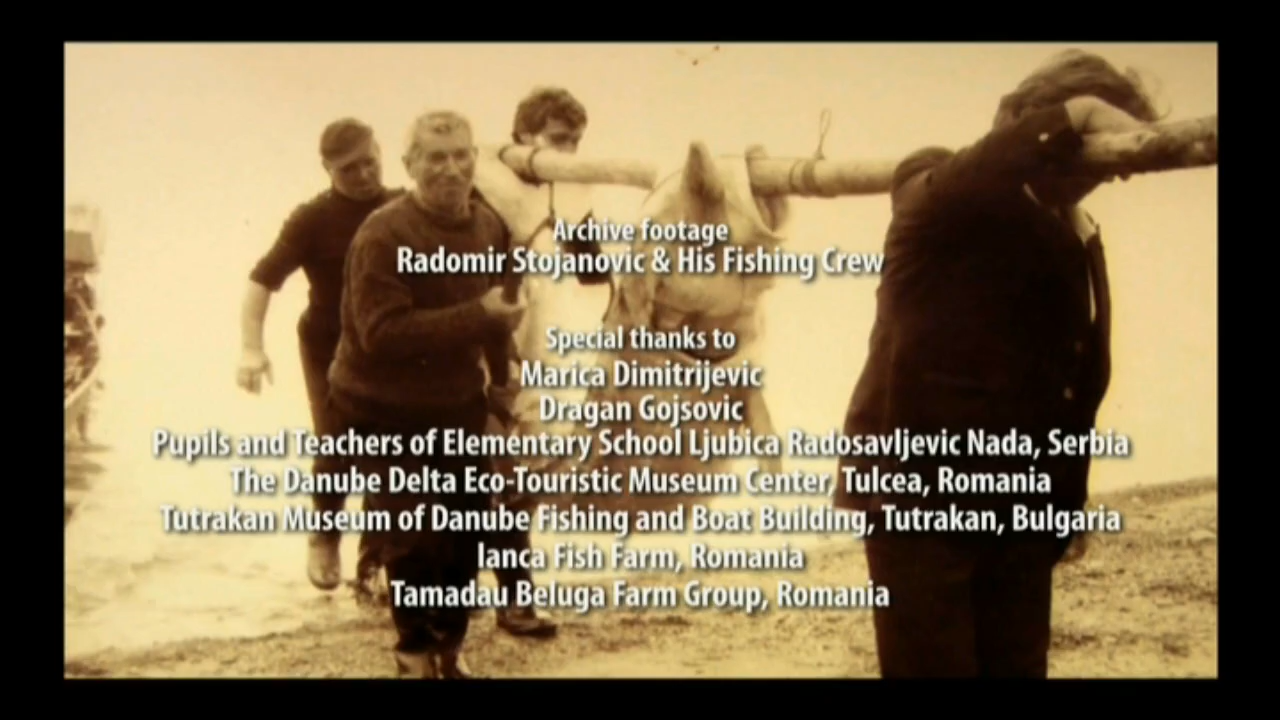 Archive footage
Radomir Stojanovic & His Fishing Crew
Special thanks to
Marica Dimitrijevic
Dragan Gojsovic
Pupils and Teachers of Elementary School Ljubica Radosavljevic Nada, Serbia
The Danube Delta Eco-Touristic Museum Center, Tulcea, Romania
Tutrakan Museum of Danube Fishing and Boat Building, Tutrakan, Bulgaria
Ianca Fish Farm, Romania
Tamadau Beluga Farm Group, Romania